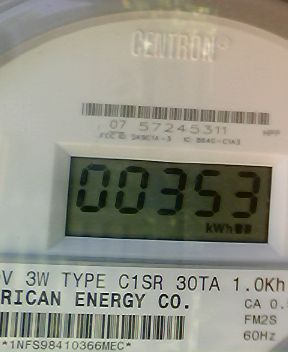 CENTRON®
07 57245311
00353
kWh
V 3W TYPE C1SR 30TA 1.0Kh
RICAN ENERGY CO.
CA 0.
FM2S
60Hz
*1NFS98410366MEC*